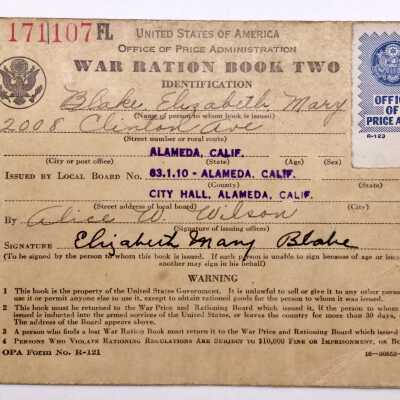 171107 FL
UNITED STATES OF AMERICA
OFFICE OF PRICE ADMINISTRATION
WAR RATION BOOK TWO
IDENTIFICATION
OFFIC
OF
PRICE A
R-123
Blake, Elizabeth Mary
(Name of person to whom book is issued)
2008 Clinton Ave
(Street number or rural route)
ALAMEDA, CALIF.
(City or post office) (State) (Age) (Sex)
ISSUED BY LOCAL BOARD NO. 83.1.10 - ALAMEDA, CALIF.
(County) (State)
CITY HALL, ALAMEDA, CALIF.
(Street address of local board) (City)
By Alice W. Wilson
(Signature of issuing officer)
SIGNATURE Elizabeth Mary Blake
(To be signed by the person to whom this book is issued. If such person is unable to sign because of age or inca
another may sign in his behalf)
WARNING
1 This book is the property of the United States Government. It is unlawful to sell or give it to any other perso
use it or permit anyone else to use it, except to obtain rationed goods for the person to whom it was issued.
2 This book must be returned to the War Price and Rationing Board which issued it, if the person to whom
issued is inducted into the armed services of the United States, or leaves the country for more than 30 days,
The address of the Board appears above.
3 A person who finds a lost War Ration Book must return it to the War Price and Rationing Board which issued
4 PERSONS WHO VIOLATE RATIONING REGULATIONS ARE SUBJECT TO $10,000 FINE OR IMPRISONMENT, OR BO
OPA Form No. R-121